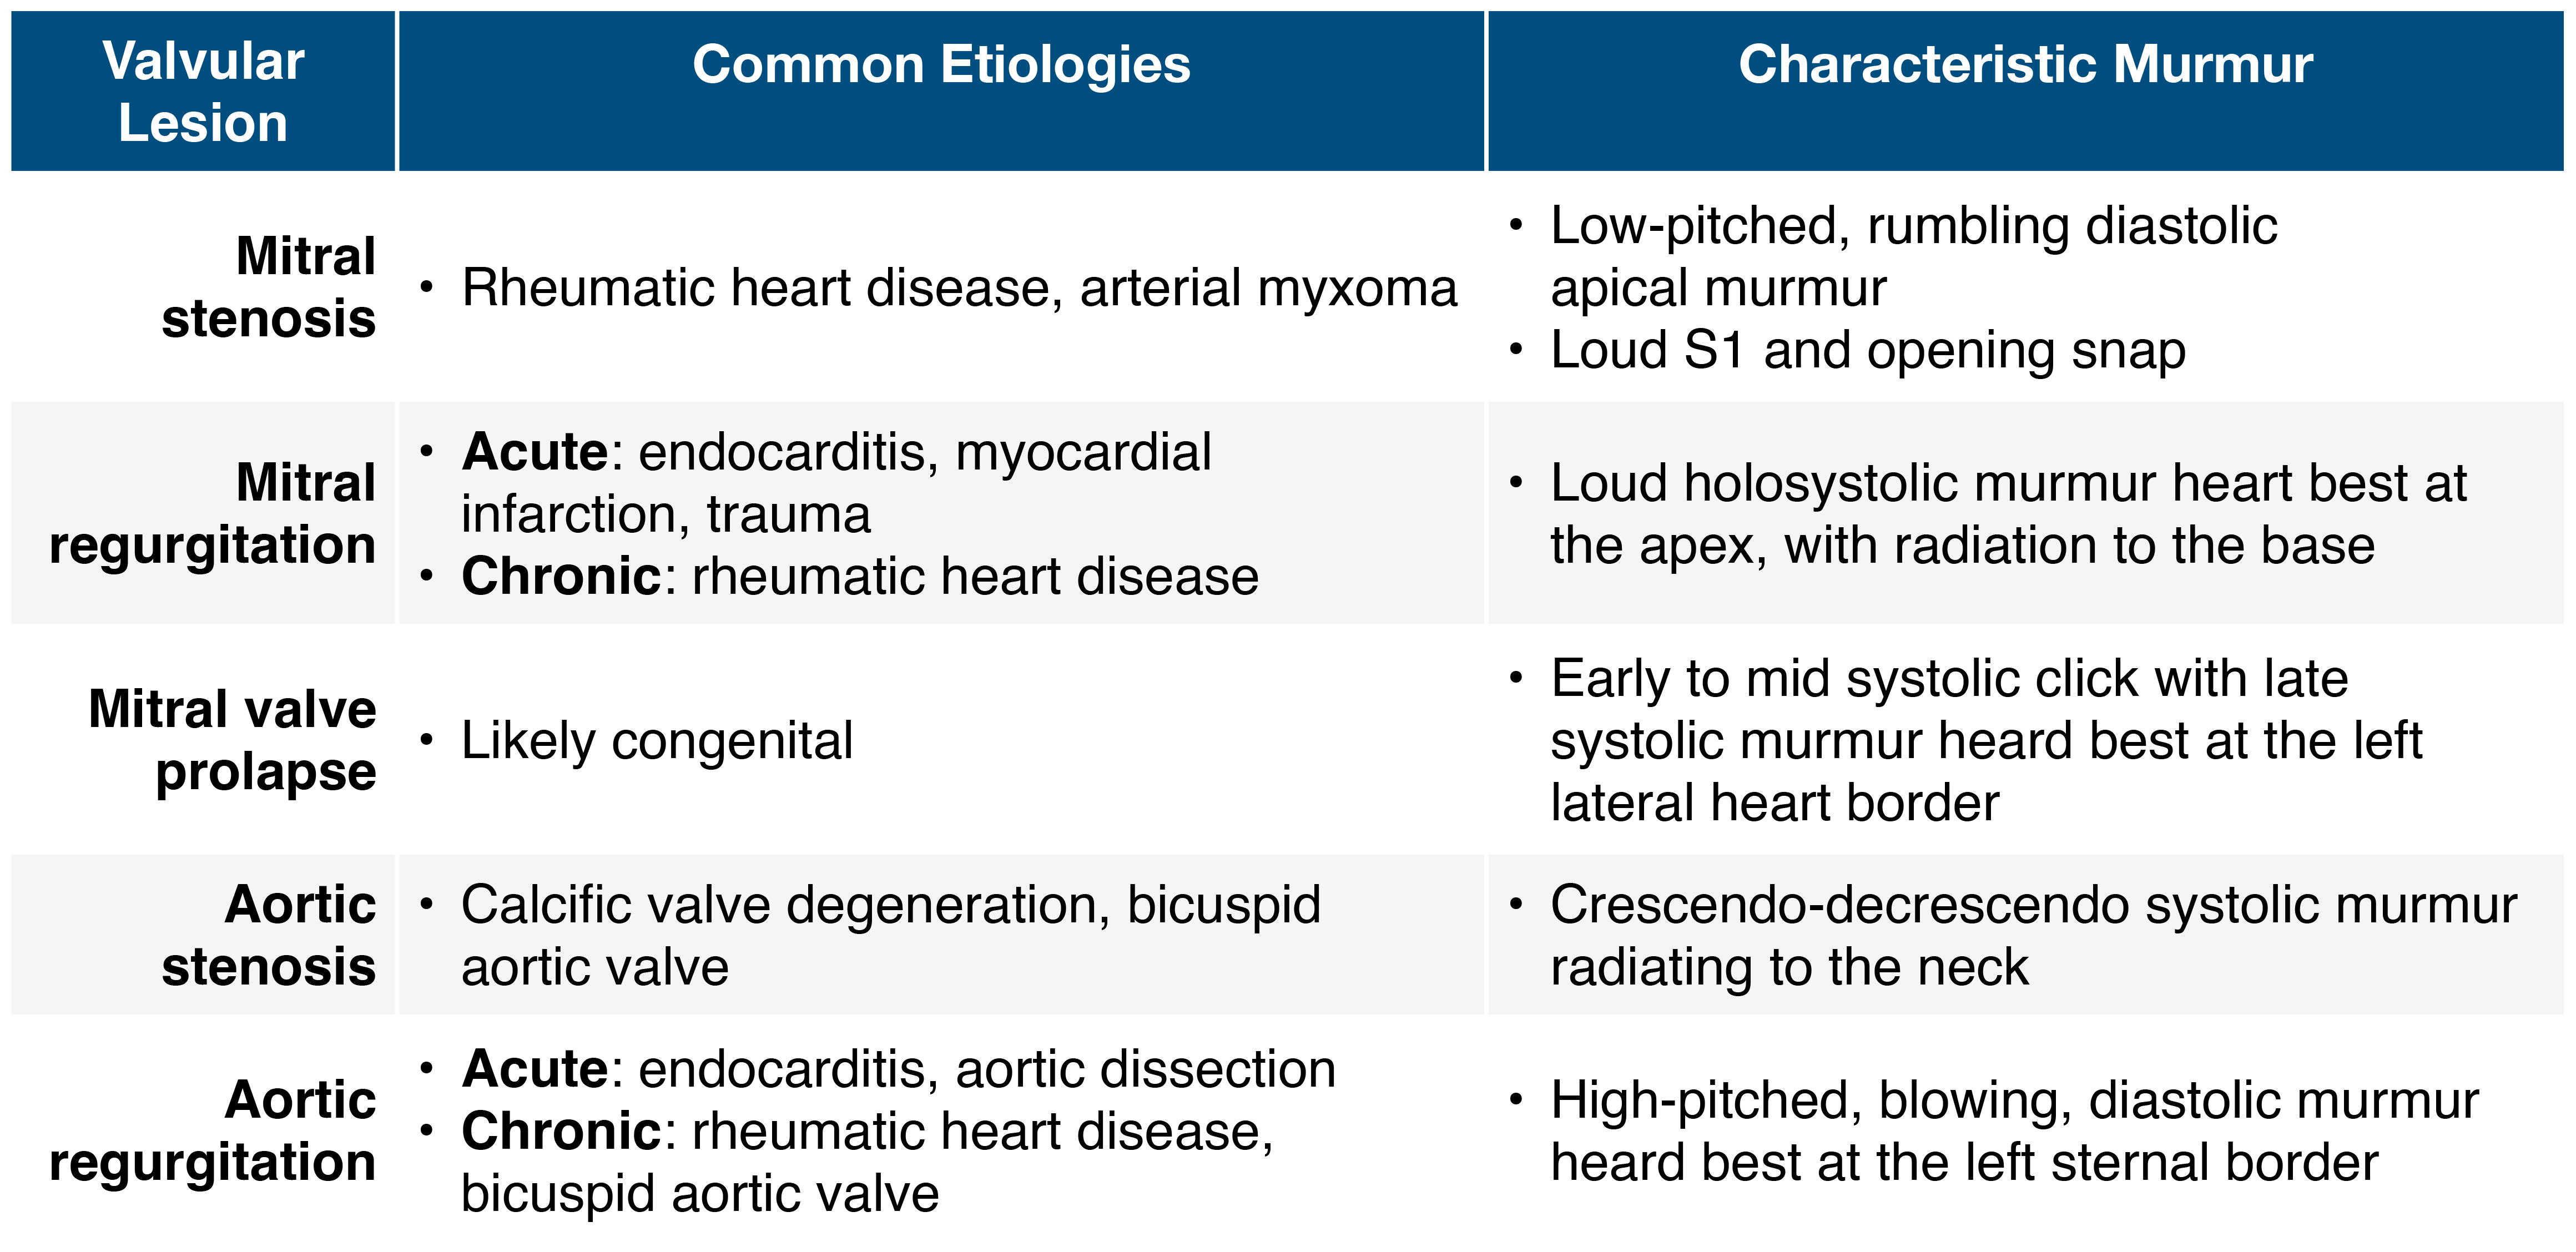 Valvular
Lesion
Common Etiologies
Characteristic Murmur
Mitral
stenosis
• Rheumatic heart disease, arterial myxoma
• Low-pitched, rumbling diastolic
apical murmur
• Loud S1 and opening snap
Mitral
regurgitation
• Acute: endocarditis, myocardial
infarction, trauma
• Chronic: rheumatic heart disease
• Loud holosystolic murmur heart best at
the apex, with radiation to the base
Mitral valve
prolapse
• Likely congenital
• Early to mid systolic click with late
systolic murmur heard best at the left
lateral heart border
Aortic
stenosis
• Calcific valve degeneration, bicuspid
aortic valve
• Crescendo-decrescendo systolic murmur
radiating to the neck
Aortic
regurgitation
• Acute: endocarditis, aortic dissection
• Chronic: rheumatic heart disease,
bicuspid aortic valve
• High-pitched, blowing, diastolic murmur
heard best at the left sternal border